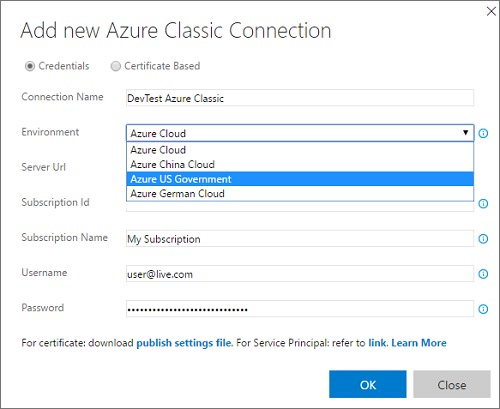 Add new Azure Classic Connection
Credentials Certificate Based
Connection Name DevTest Azure Classic
Environment Azure Cloud
Azure Cloud
Azure China Cloud
Server Url
Azure US Government
Azure German Cloud
Subscription Id
Subscription Name My Subscription
Username user@live.com
Password ••••••••••••••••••••••••••••
For certificate: download publish settings file. For Service Principal: refer to link. Learn More
OK Close